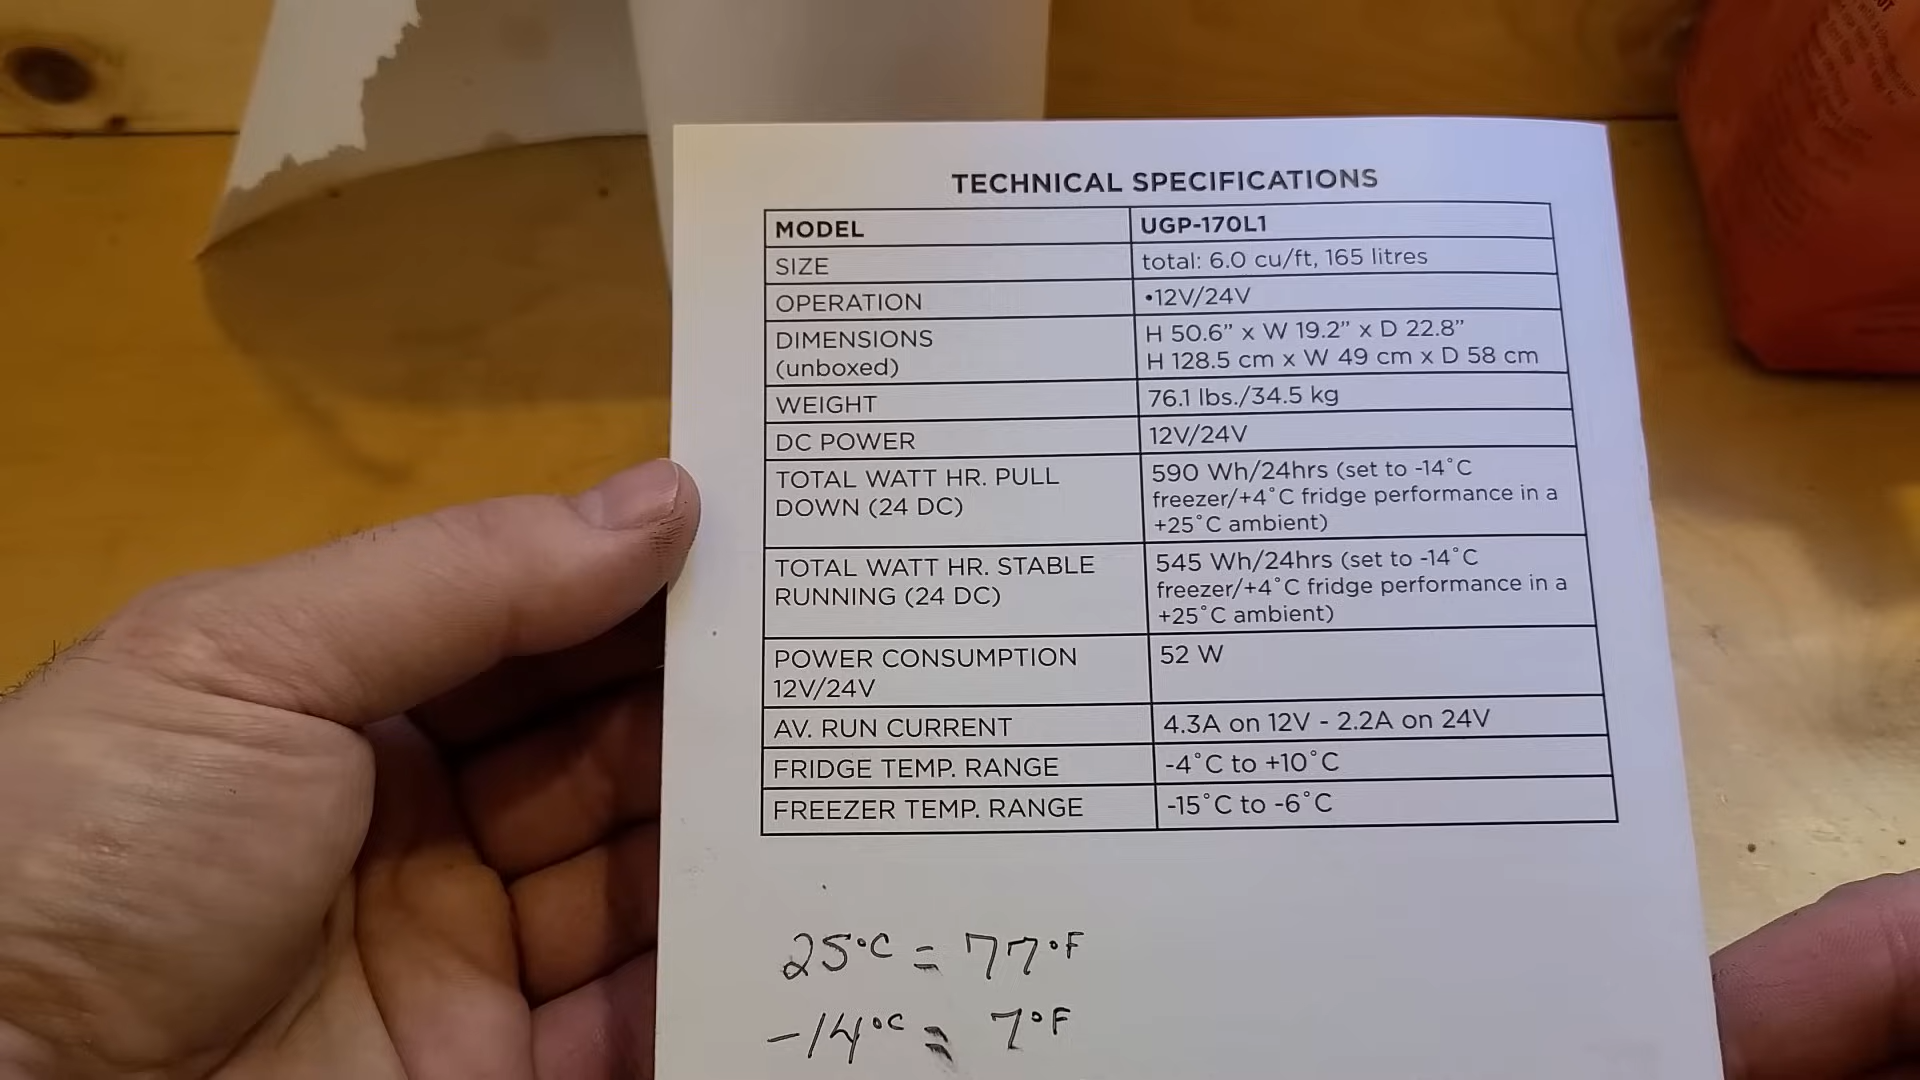 TECHNICAL SPECIFICATIONS
MODEL UGP-170L1
SIZE total: 6.0 cu/ft, 165 litres
OPERATION •12V/24V
DIMENSIONS (unboxed) H 50.6” x W 19.2” x D 22.8”
H 128.5 cm x W 49 cm x D 58 cm
WEIGHT 76.1 lbs./34.5 kg
DC POWER 12V/24V
TOTAL WATT HR. PULL
DOWN (24 DC)
590 Wh/24hrs (set to -14˚C
freezer/+4˚C fridge performance in a
+25˚C ambient)
TOTAL WATT HR. STABLE
RUNNING (24 DC)
545 Wh/24hrs (set to -14˚C
freezer/+4˚C fridge performance in a
+25˚C ambient)
POWER CONSUMPTION
12V/24V
52 W
AV. RUN CURRENT 4.3A on 12V - 2.2A on 24V
FRIDGE TEMP. RANGE -4˚C to +10˚C
FREEZER TEMP. RANGE -15˚C to -6˚C
25°C = 77°F
-14°C = 7°F